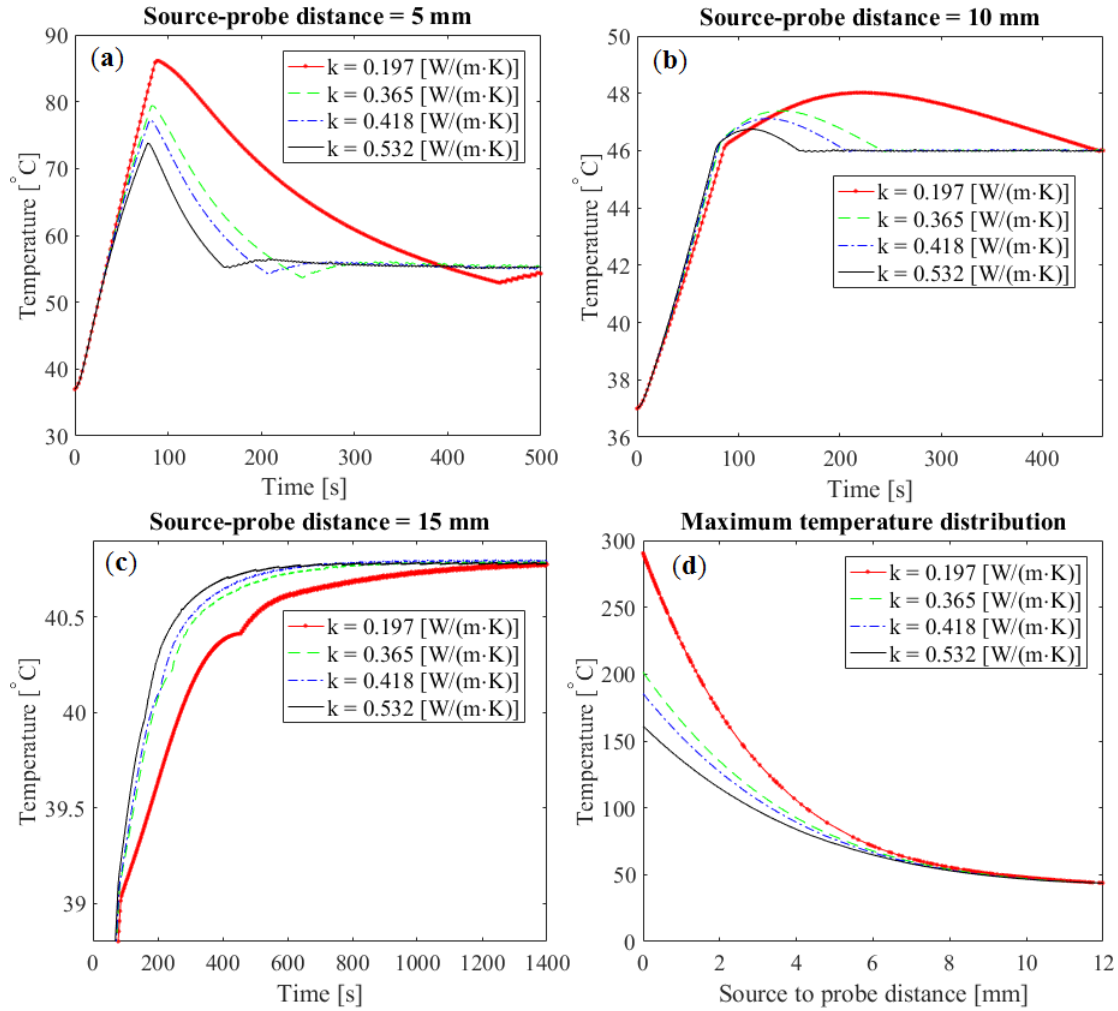 Source-probe distance = 5 mm
(a)
k = 0.197 [W/(m·K)]
k = 0.365 [W/(m·K)]
k = 0.418 [W/(m·K)]
k = 0.532 [W/(m·K)]
90
80
70
60
50
40
30
Temperature [°C]
0 100 200 300 400 500
Time [s]
Source-probe distance = 10 mm
(b)
k = 0.197 [W/(m·K)]
k = 0.365 [W/(m·K)]
k = 0.418 [W/(m·K)]
k = 0.532 [W/(m·K)]
50
48
46
44
42
40
38
36
Temperature [°C]
0 100 200 300 400
Time [s]
Source-probe distance = 15 mm
(c)
k = 0.197 [W/(m·K)]
k = 0.365 [W/(m·K)]
k = 0.418 [W/(m·K)]
k = 0.532 [W/(m·K)]
40.5
40
39.5
39
Temperature [°C]
0 200 400 600 800 1000 1200 1400
Time [s]
Maximum temperature distribution
(d)
k = 0.197 [W/(m·K)]
k = 0.365 [W/(m·K)]
k = 0.418 [W/(m·K)]
k = 0.532 [W/(m·K)]
300
250
200
150
100
50
0
Temperature [°C]
0 2 4 6 8 10 12
Source to probe distance [mm]